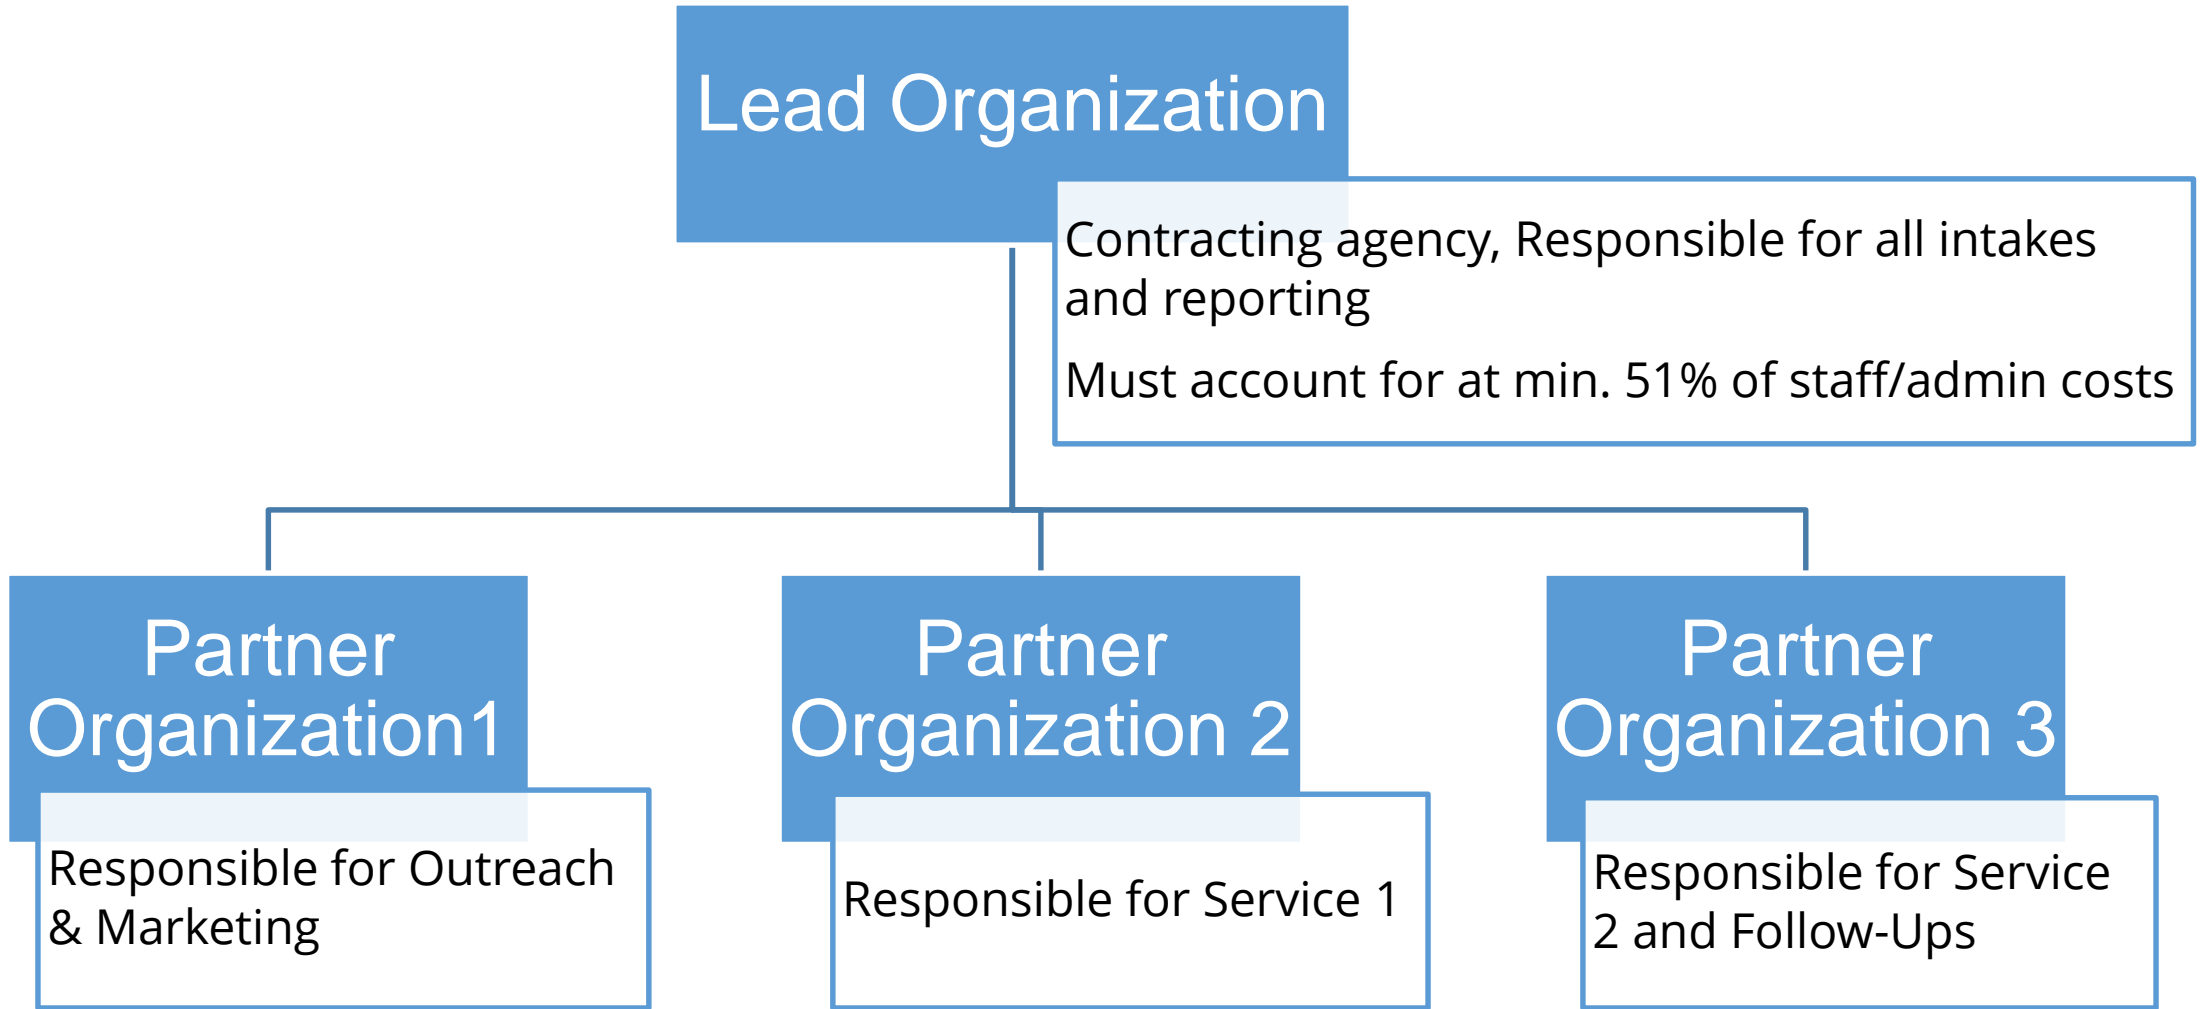 Lead Organization
Contracting agency, Responsible for all intakes
and reporting
Must account for at min. 51% of staff/admin costs
Partner
Organization1
Responsible for Outreach
& Marketing
Partner
Organization 2
Responsible for Service 1
Partner
Organization 3
Responsible for Service
2 and Follow-Ups